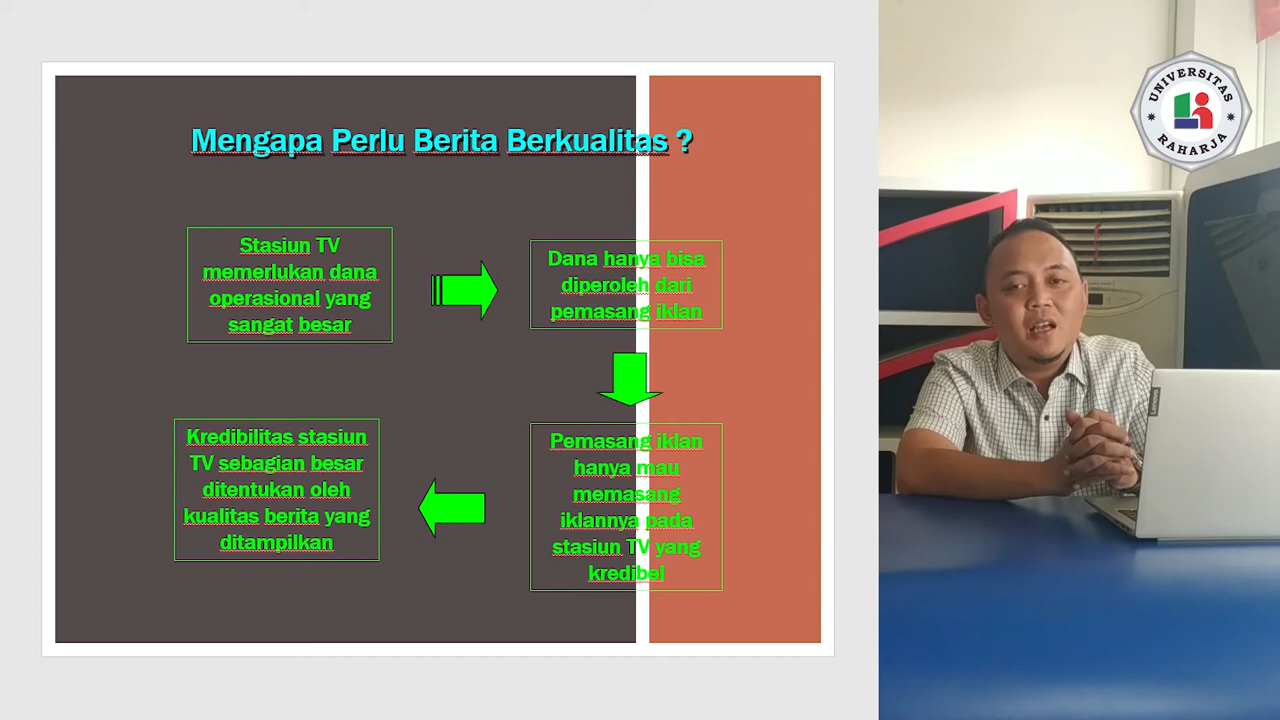 Mengapa Perlu Berita Berkualitas ?
Stasiun TV
memerlukan dana
operasional yang
sangat besar
Dana hanya bisa
diperoleh dari
pemasang iklan
Pemasang iklan
hanya mau
memasang
iklannya pada
stasiun TV yang
kredibel
Kredibilitas stasiun
TV sebagian besar
ditentukan oleh
kualitas berita yang
ditampilkan
UNIVERSITAS
RAHARJA
Lenovo